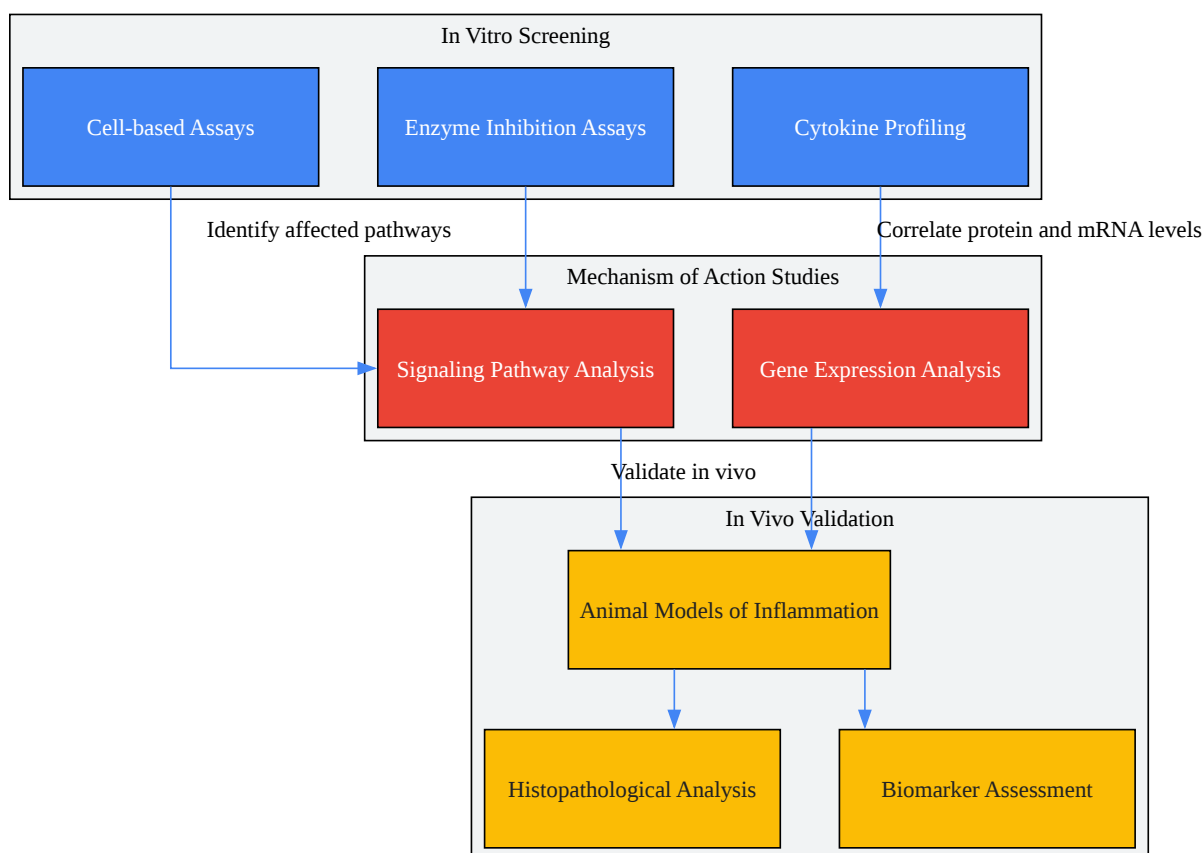 In Vitro Screening
Cell-based Assays
Enzyme Inhibition Assays
Cytokine Profiling
Identify affected pathways
Correlate protein and mRNA levels
Mechanism of Action Studies
Signaling Pathway Analysis
Gene Expression Analysis
Validate in vivo
In Vivo Validation
Animal Models of Inflammation
Histopathological Analysis
Biomarker Assessment